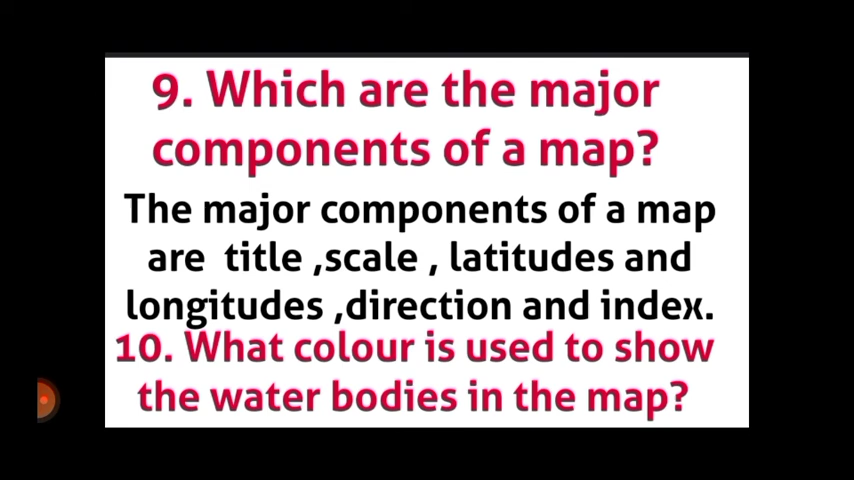 9. Which are the major
components of a map?
The major components of a map
are title ,scale , latitudes and
longitudes ,direction and index.
10. What colour is used to show
the water bodies in the map?